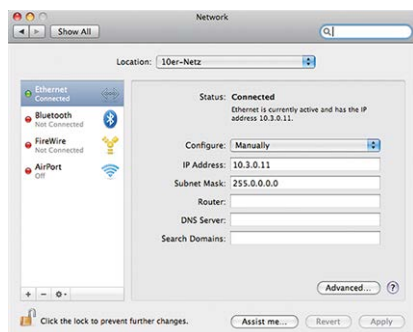 Network
Show All
Location: 10er-Netz
Ethernet
Connected
Bluetooth
Not Connected
FireWire
Not Connected
AirPort
Off
Status: Connected
Ethernet is currently active and has the IP
address 10.3.0.11.
Configure: Manually
IP Address: 10.3.0.11
Subnet Mask: 255.0.0.0
Router:
DNS Server:
Search Domains:
Advanced... ?
+ −
Click the lock to prevent further changes.
Assist me... Revert Apply